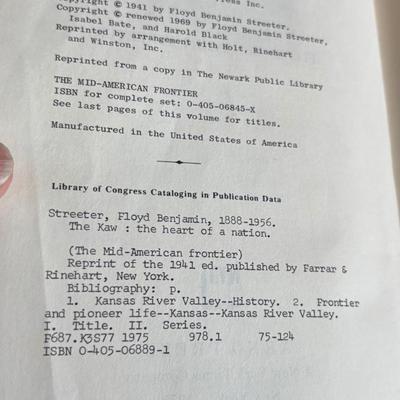 Press Inc.
Copyright © 1941 by Floyd Benjamin Streeter,
Copyright © renewed 1969 by Floyd Benjamin Streeter,
Isabel Bate, and Harold Black
Reprinted by arrangement with Holt, Rinehart
and Winston, Inc.
Reprinted from a copy in The Newark Public Library
THE MID-AMERICAN FRONTIER
ISBN for complete set: 0-405-06845-X
See last pages of this volume for titles.
Manufactured in the United States of America
Library of Congress Cataloging in Publication Data
Streeter, Floyd Benjamin, 1888-1956.
The Kaw : the heart of a nation.
(The Mid-American frontier)
Reprint of the 1941 ed. published by Farrar &
Rinehart, New York.
Bibliography: p.
1. Kansas River Valley--History. 2. Frontier
and pioneer life--Kansas--Kansas River Valley.
I. Title. II. Series.
F687.K3S77 1975 978.1 75-124
ISBN 0-405-06889-1